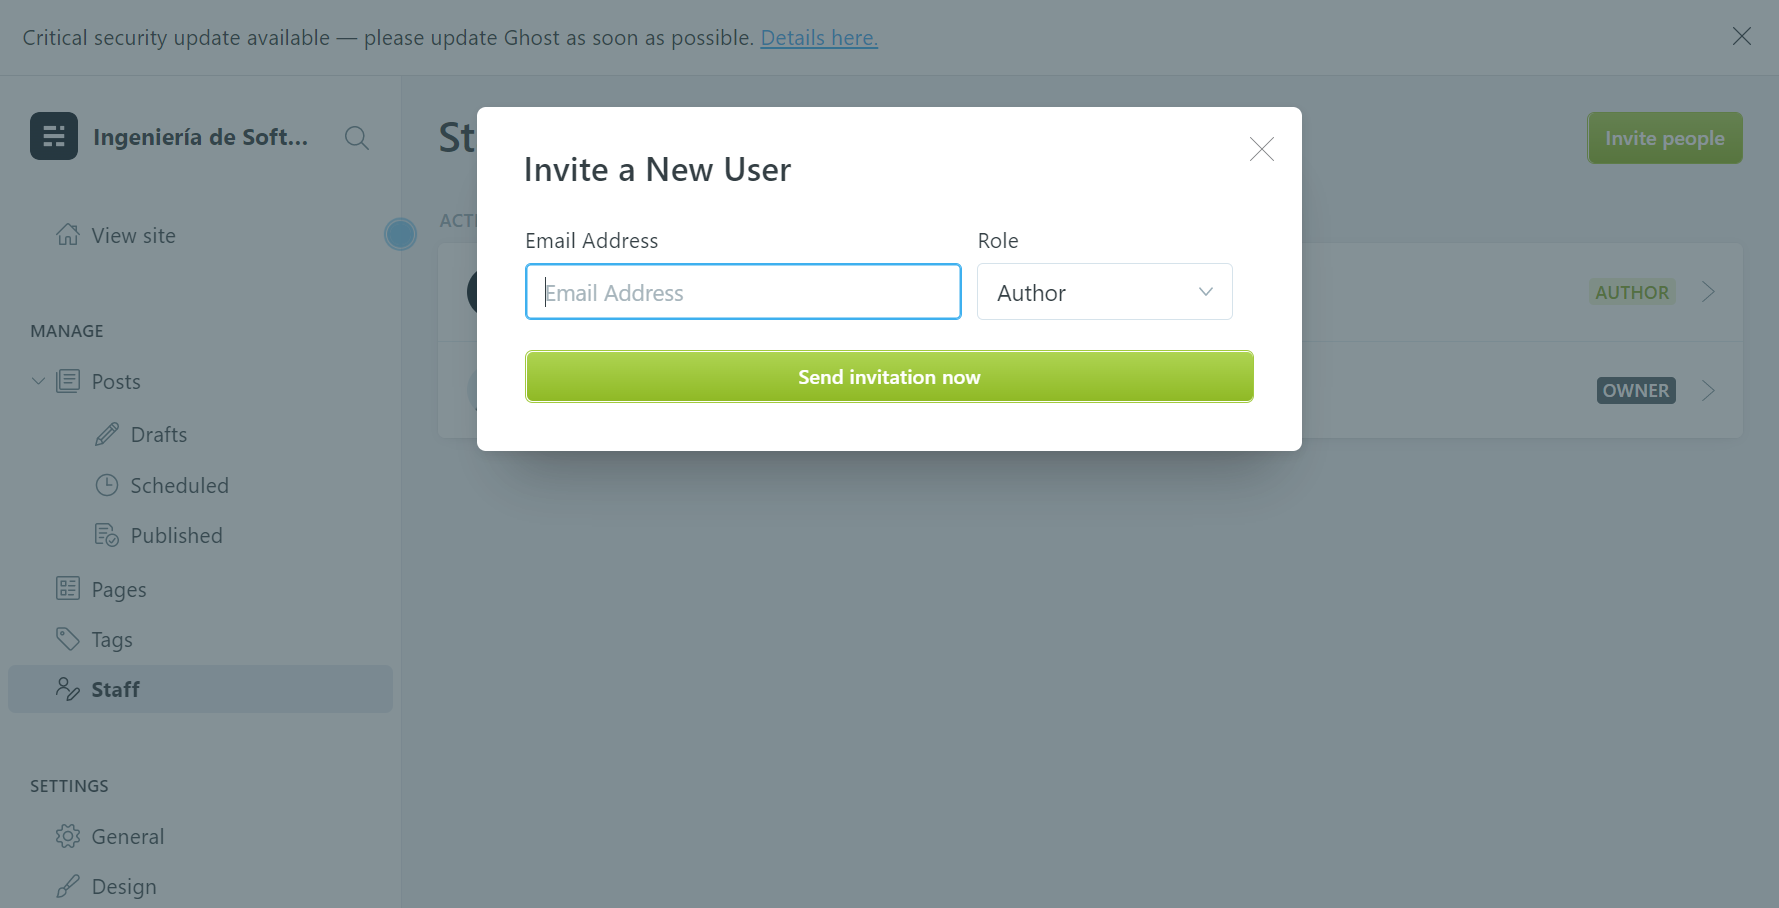 Critical security update available — please update Ghost as soon as possible. Details here.
Ingeniería de Soft...
St
Invite people
View site
ACTI
Invite a New User
Email Address
Role
Email Address
Author
Send invitation now
AUTHOR
OWNER
MANAGE
Posts
Drafts
Scheduled
Published
Pages
Tags
Staff
SETTINGS
General
Design